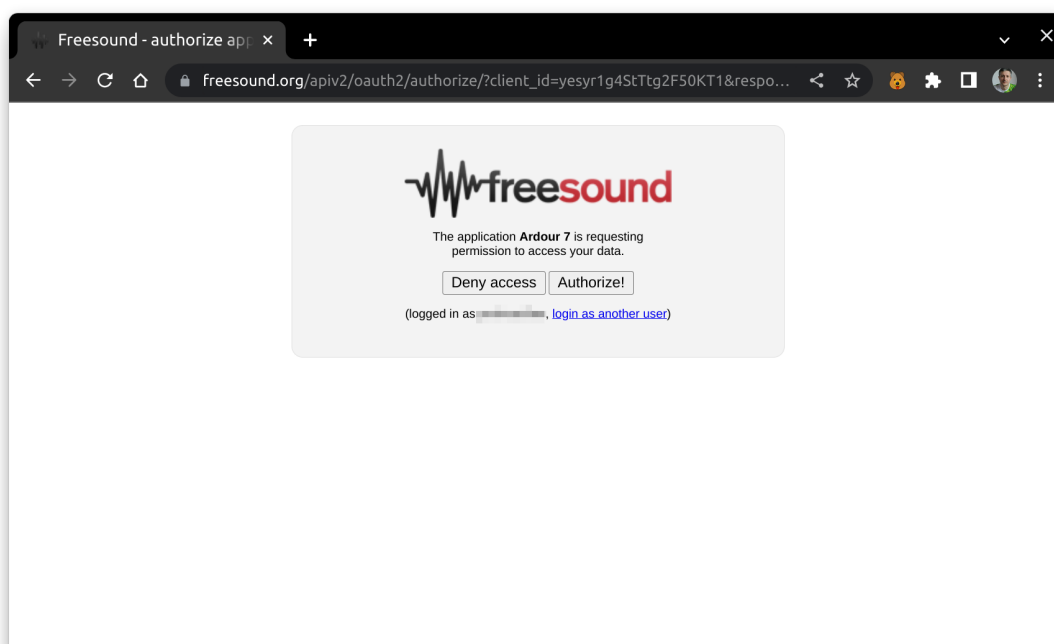 Freesound - authorize app
freesound.org/apiv2/oauth2/authorize/?client_id=yesyr1g4StTtg2F50KT1&respo...
freesound
The application Ardour 7 is requesting
permission to access your data.
Deny access Authorize!
(logged in as , login as another user)